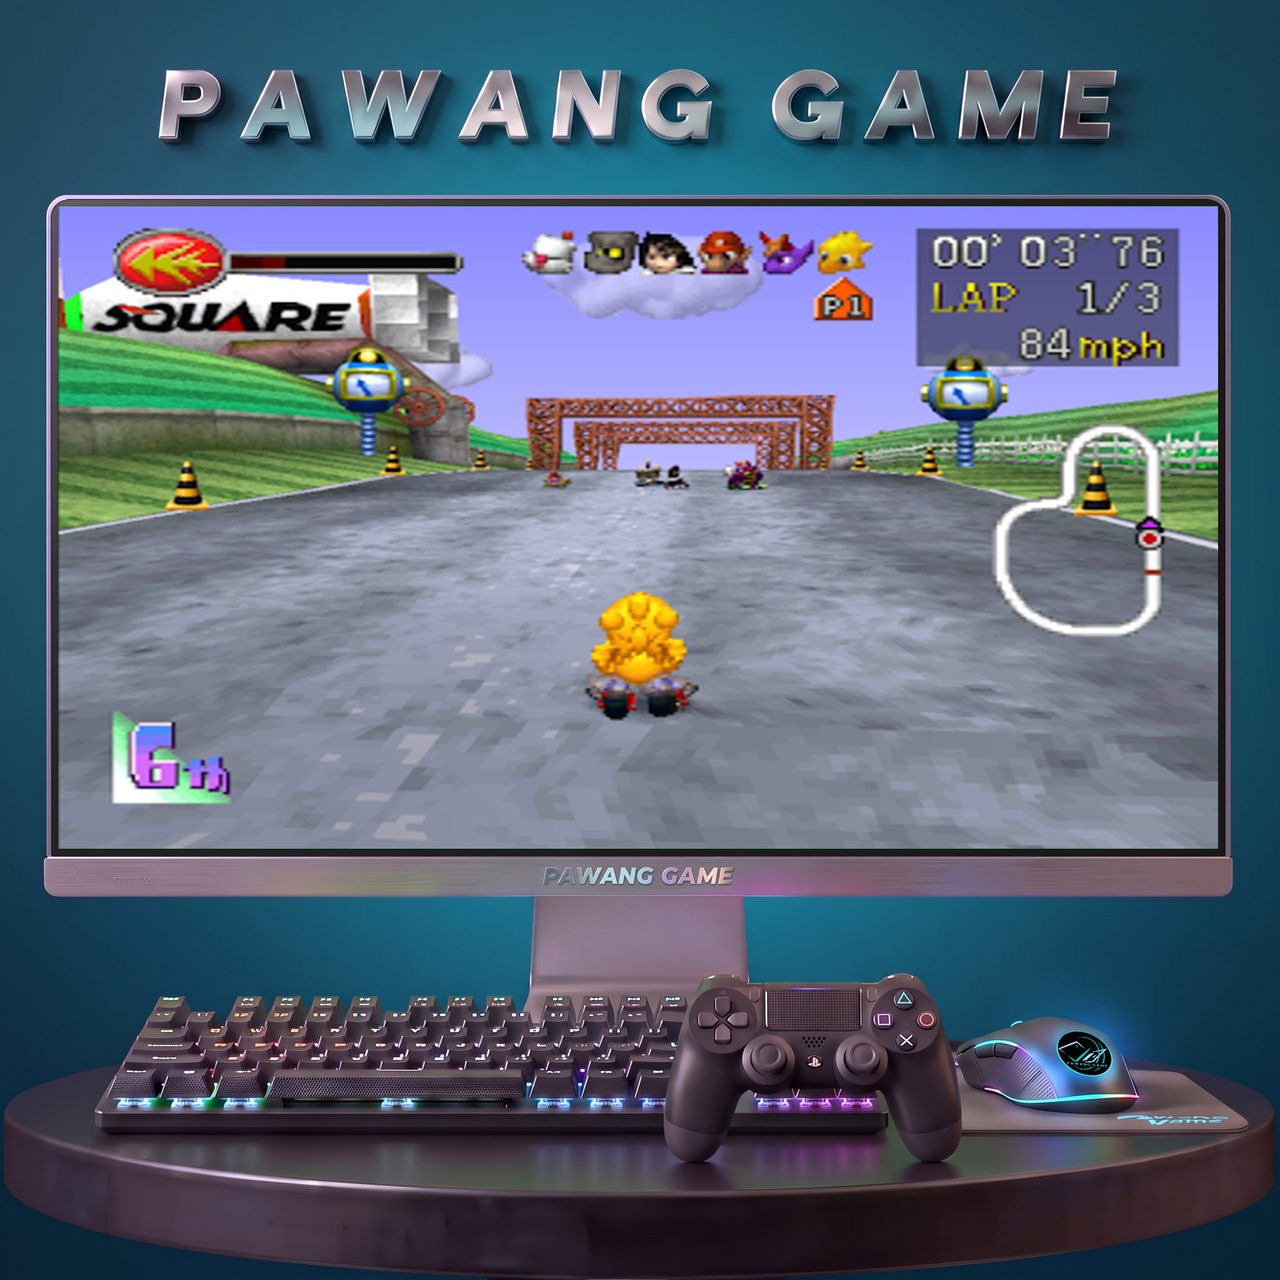 PAWANG GAME
00' 03" 76
SQUARE
P1
LAP 1/3
84 mph
6th
PAWANG GAME